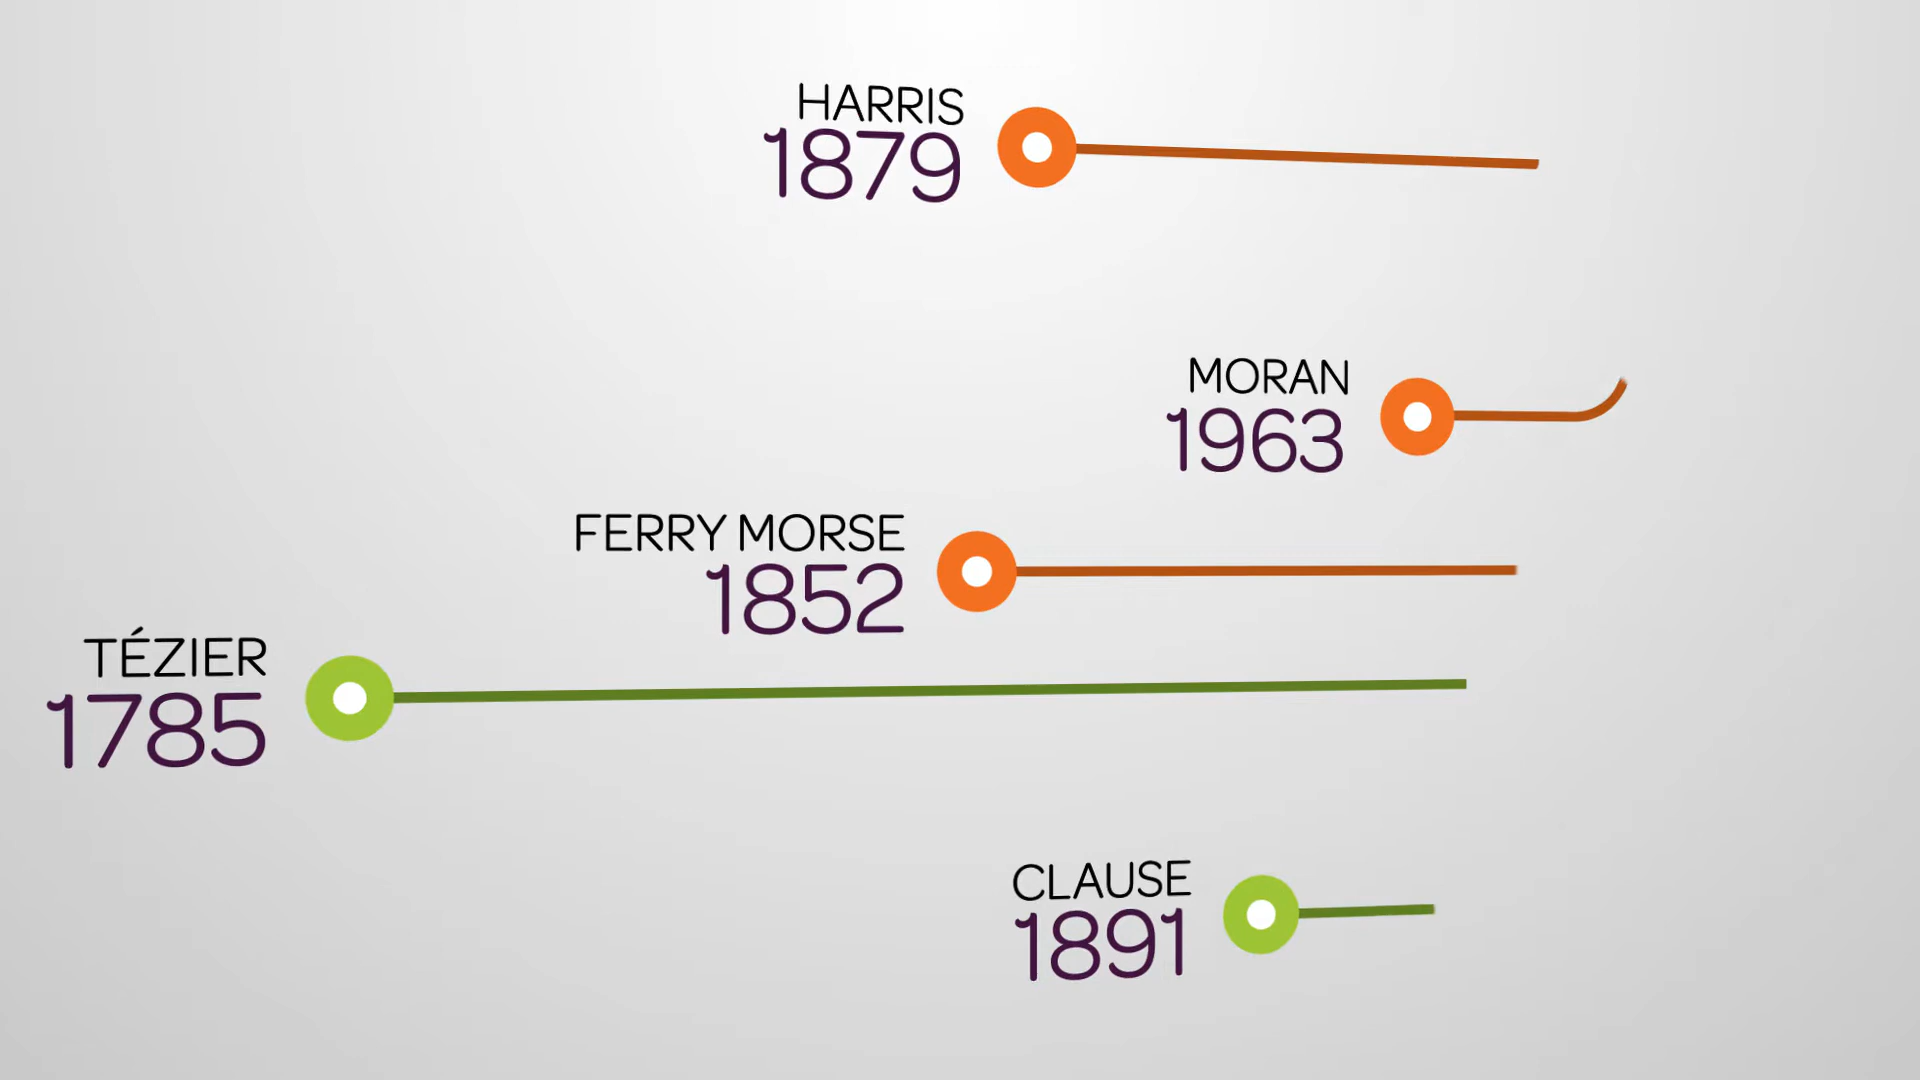 HARRIS
1879
MORAN
1963
FERRY MORSE
1852
TÉZIER
1785
CLAUSE
1891